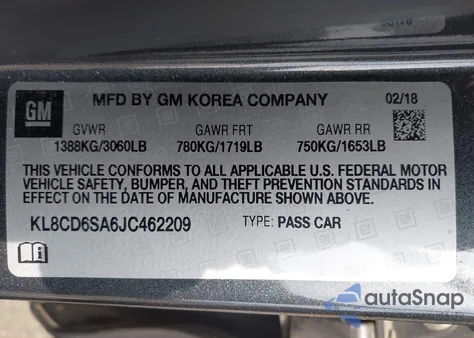 GM MFD BY GM KOREA COMPANY 02/18
GVWR GAWR FRT GAWR RR
1388KG/3060LB 780KG/1719LB 750KG/1653LB
THIS VEHICLE CONFORMS TO ALL APPLICABLE U.S. FEDERAL MOTOR
VEHICLE SAFETY, BUMPER, AND THEFT PREVENTION STANDARDS
IN EFFECT ON THE DATE OF MANUFACTURE SHOWN ABOVE.
KL8CD6SA6JC462209 TYPE: PASS CAR
autoSnap